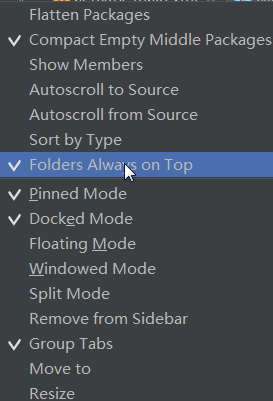 Flatten Packages
Compact Empty Middle Packages
Show Members
Autoscroll to Source
Autoscroll from Source
Sort by Type
Folders Always on Top
Pinned Mode
Docked Mode
Floating Mode
Windowed Mode
Split Mode
Remove from Sidebar
Group Tabs
Move to
Resize